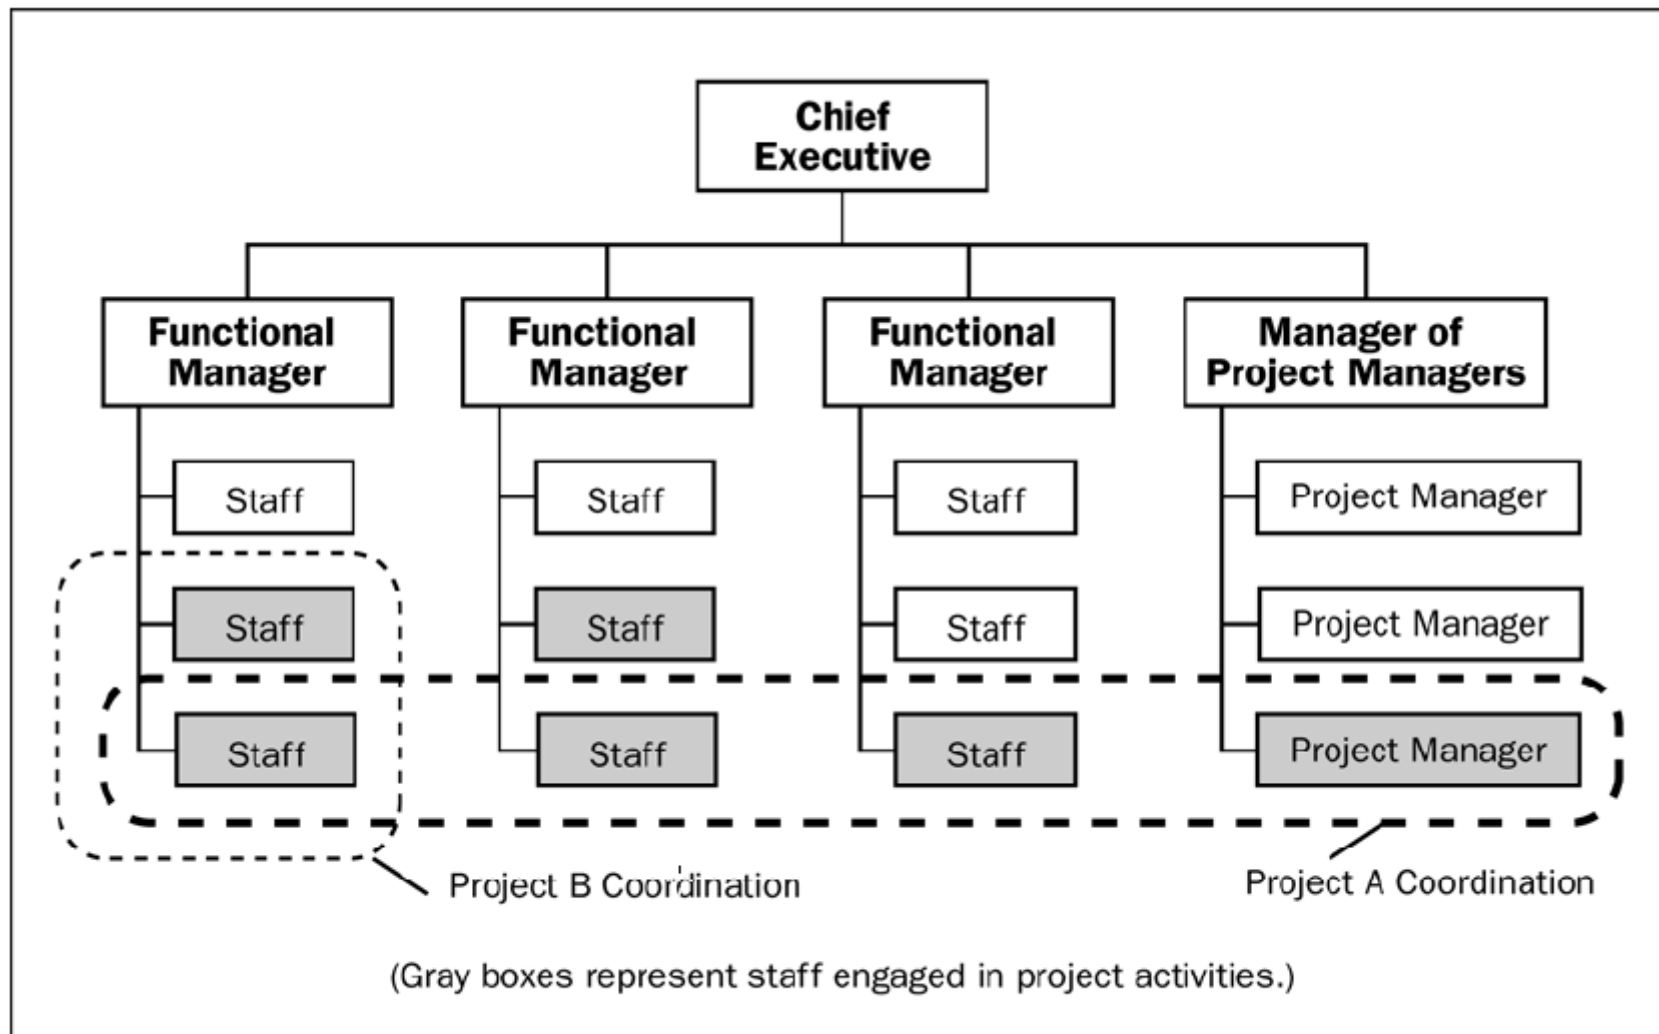 Chief
Executive
Functional
Manager
Functional
Manager
Functional
Manager
Manager of
Project Managers
Staff
Staff
Staff
Project Manager
Staff
Staff
Staff
Project Manager
Staff
Staff
Staff
Project Manager
Project B Coordination
Project A Coordination
(Gray boxes represent staff engaged in project activities.)